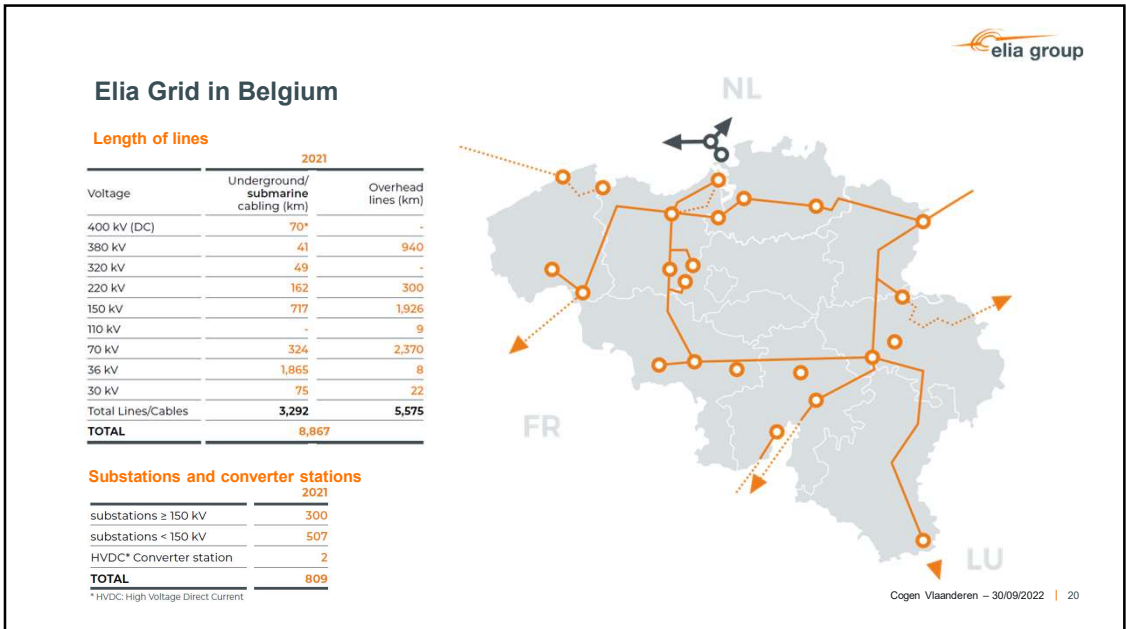 elia group
Elia Grid in Belgium
Length of lines
2021
Voltage Underground/ submarine cabling (km) Overhead lines (km)
400 kV (DC) 70* -
380 kV 41 940
320 kV 49 -
220 kV 162 300
150 kV 717 1,926
110 kV - 9
70 kV 324 2,370
36 kV 1,865 8
30 kV 75 22
Total Lines/Cables 3,292 5,575
TOTAL 8,867
Substations and converter stations
2021
substations ≥ 150 kV 300
substations < 150 kV 507
HVDC* Converter station 2
TOTAL 809
* HVDC: High Voltage Direct Current
NL
FR
LU
Cogen Vlaanderen – 30/09/2022 | 20